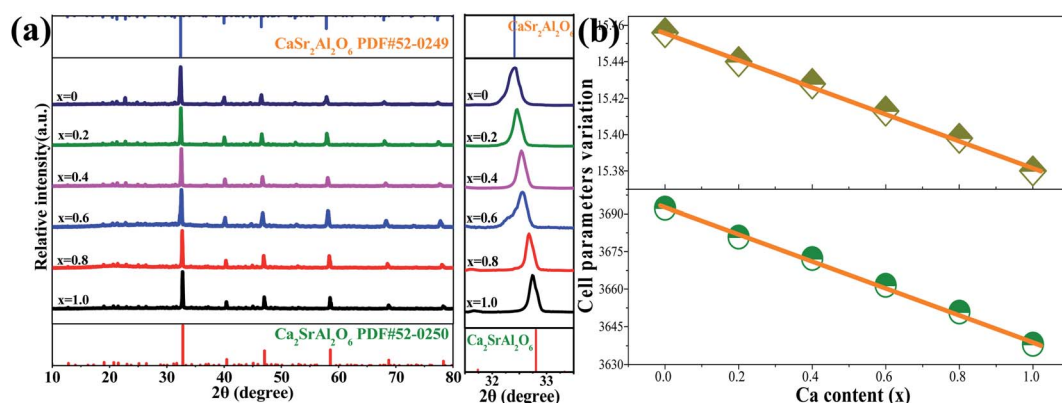 (a)
CaSr₂Al₂O₆ PDF#52-0249
x=0
x=0.2
x=0.4
x=0.6
x=0.8
x=1.0
Ca₂SrAl₂O₆ PDF#52-0250
Relative intensity(a.u.)
10 20 30 40 50 60 70 80
2θ (degree)
CaSr₂Al₂O₆
x=0
x=0.2
x=0.4
x=0.6
x=0.8
x=1.0
Ca₂SrAl₂O₆
32 33
2θ (degree)
(b)
15.46
15.44
15.40
15.38
3690
3675
3660
3645
3630
Cell parameters variation
0.0 0.2 0.4 0.6 0.8 1.0
Ca content (x)